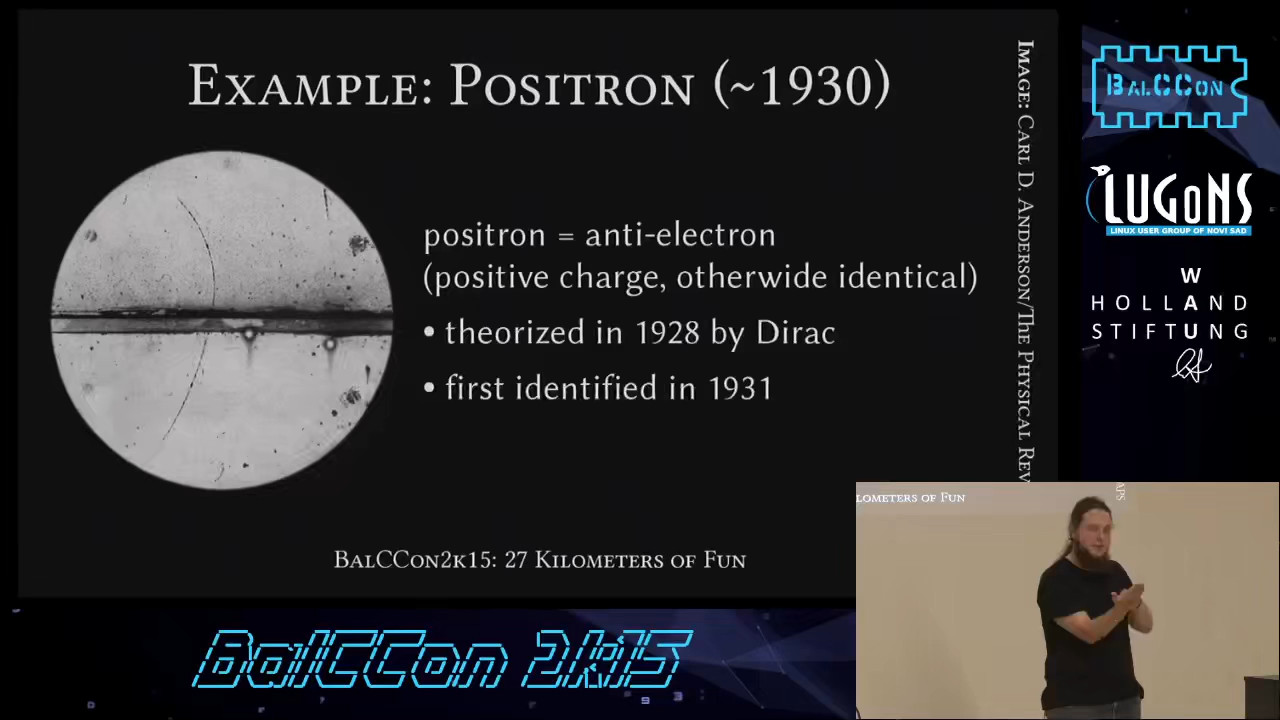 Example: Positron (~1930)
positron = anti-electron
(positive charge, otherwide identical)
• theorized in 1928 by Dirac
• first identified in 1931
BalCCon2k15: 27 Kilometers of Fun
Image: Carl D. Anderson/The Physical Rev
BalCCon
LUGoNS
LINUX USER GROUP OF NOVI SAD
W
HOLLAND
STIFTUNG
lometers of Fun
APS
BalCCon 2k15